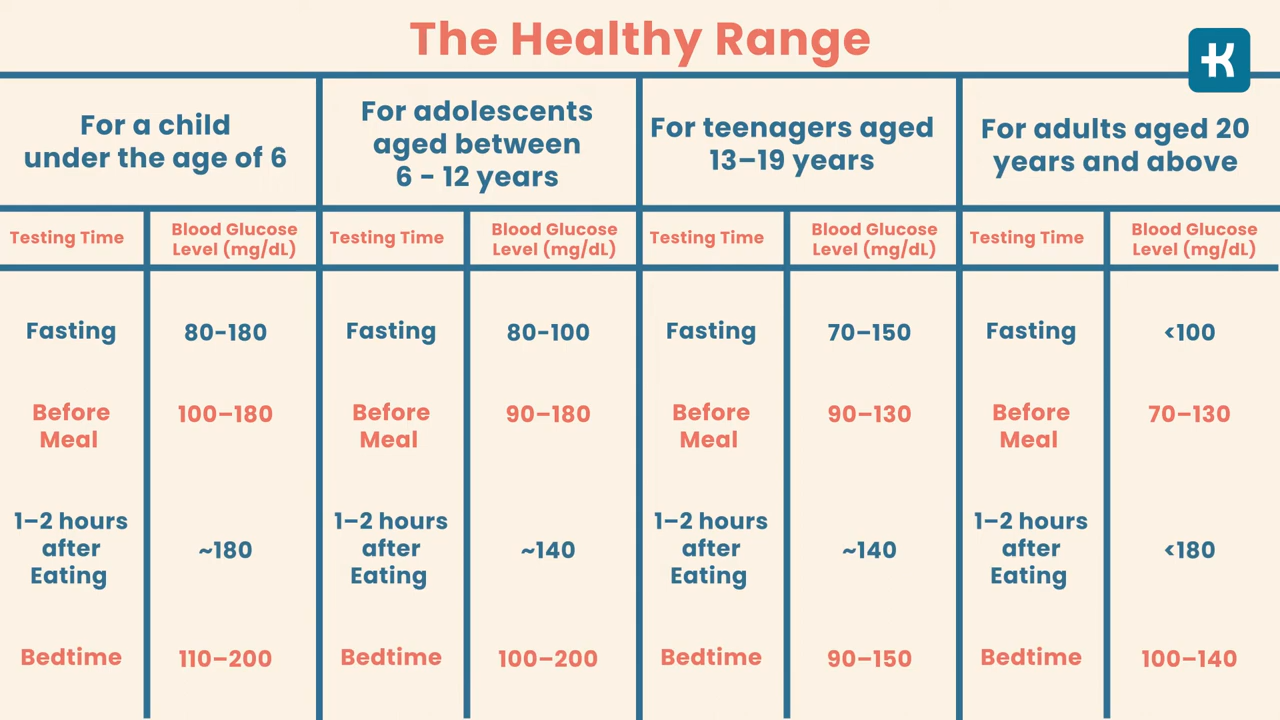 The Healthy Range
K
For a child
under the age of 6
For adolescents
aged between
6 - 12 years
For teenagers aged
13–19 years
For adults aged 20
years and above
Testing Time
Blood Glucose
Level (mg/dL)
Testing Time
Blood Glucose
Level (mg/dL)
Testing Time
Blood Glucose
Level (mg/dL)
Testing Time
Blood Glucose
Level (mg/dL)
Fasting
80-180
Fasting
80-100
Fasting
70–150
Fasting
<100
Before
Meal
100–180
Before
Meal
90–180
Before
Meal
90–130
Before
Meal
70–130
1–2 hours
after
Eating
~180
1–2 hours
after
Eating
~140
1–2 hours
after
Eating
~140
1–2 hours
after
Eating
<180
Bedtime
110–200
Bedtime
100–200
Bedtime
90–150
Bedtime
100–140